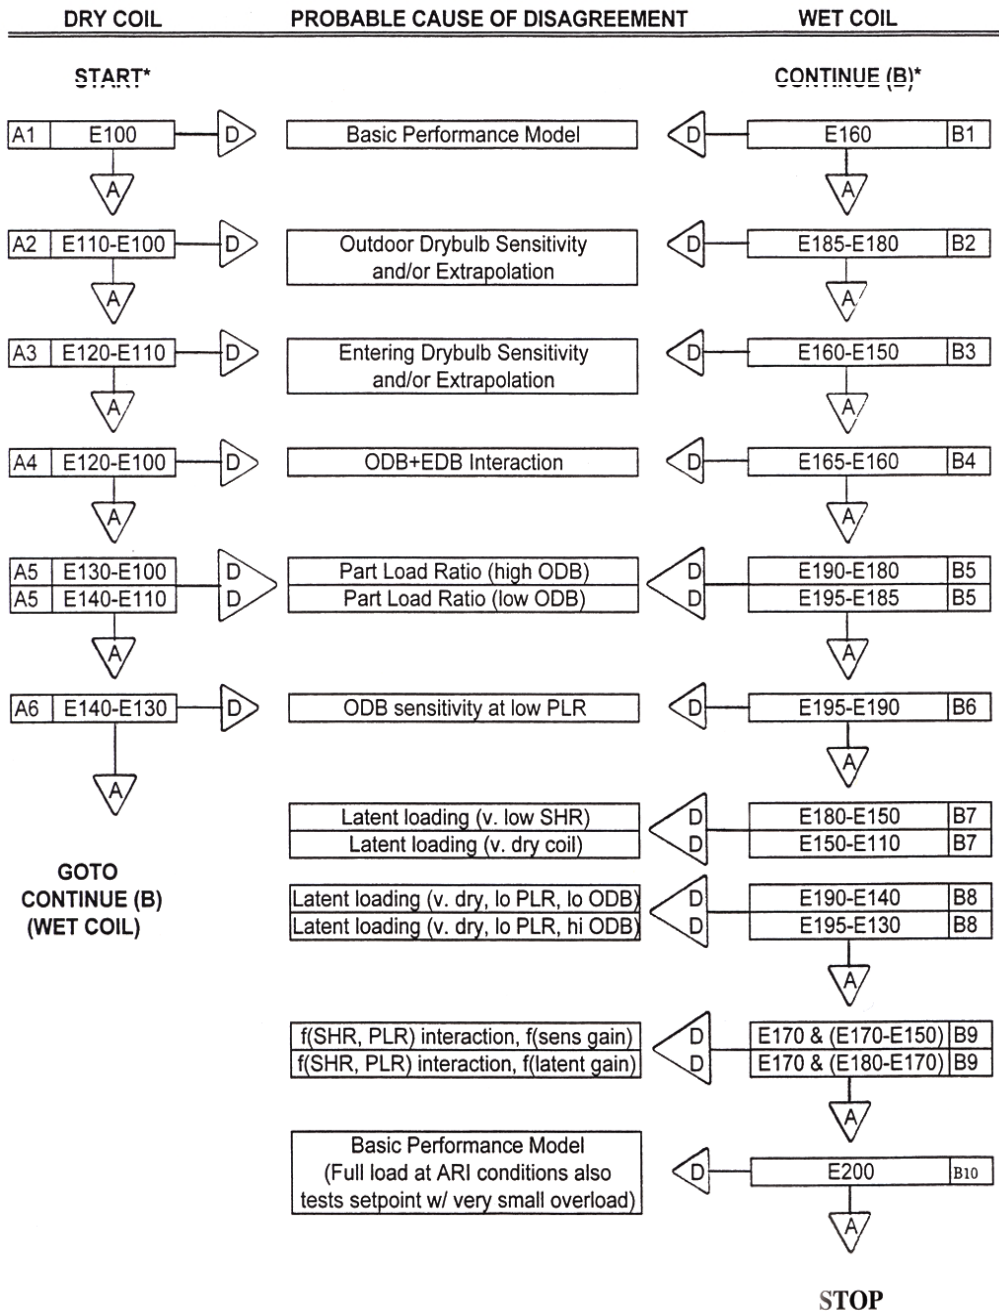 DRY COIL PROBABLE CAUSE OF DISAGREEMENT WET COIL
START* CONTINUE (B)*
A1 E100 D Basic Performance Model D E160 B1
A A
A2 E110-E100 D Outdoor Drybulb Sensitivity D E185-E180 B2
and/or Extrapolation
A A
A3 E120-E110 D Entering Drybulb Sensitivity D E160-E150 B3
and/or Extrapolation
A A
A4 E120-E100 D ODB+EDB Interaction D E165-E160 B4
A A
A5 E130-E100 D Part Load Ratio (high ODB) D E190-E180 B5
A5 E140-E110 D Part Load Ratio (low ODB) D E195-E185 B5
A A
A6 E140-E130 D ODB sensitivity at low PLR D E195-E190 B6
A A
Latent loading (v. low SHR) D E180-E150 B7
Latent loading (v. dry coil) D E150-E110 B7
GOTO
CONTINUE (B)
(WET COIL)
Latent loading (v. dry, lo PLR, lo ODB) D E190-E140 B8
Latent loading (v. dry, lo PLR, hi ODB) D E195-E130 B8
A
f(SHR, PLR) interaction, f(sens gain) D E170 & (E170-E150) B9
f(SHR, PLR) interaction, f(latent gain) D E170 & (E180-E170) B9
A
Basic Performance Model
(Full load at ARI conditions also D E200 B10
tests setpoint w/ very small overload)
A
STOP